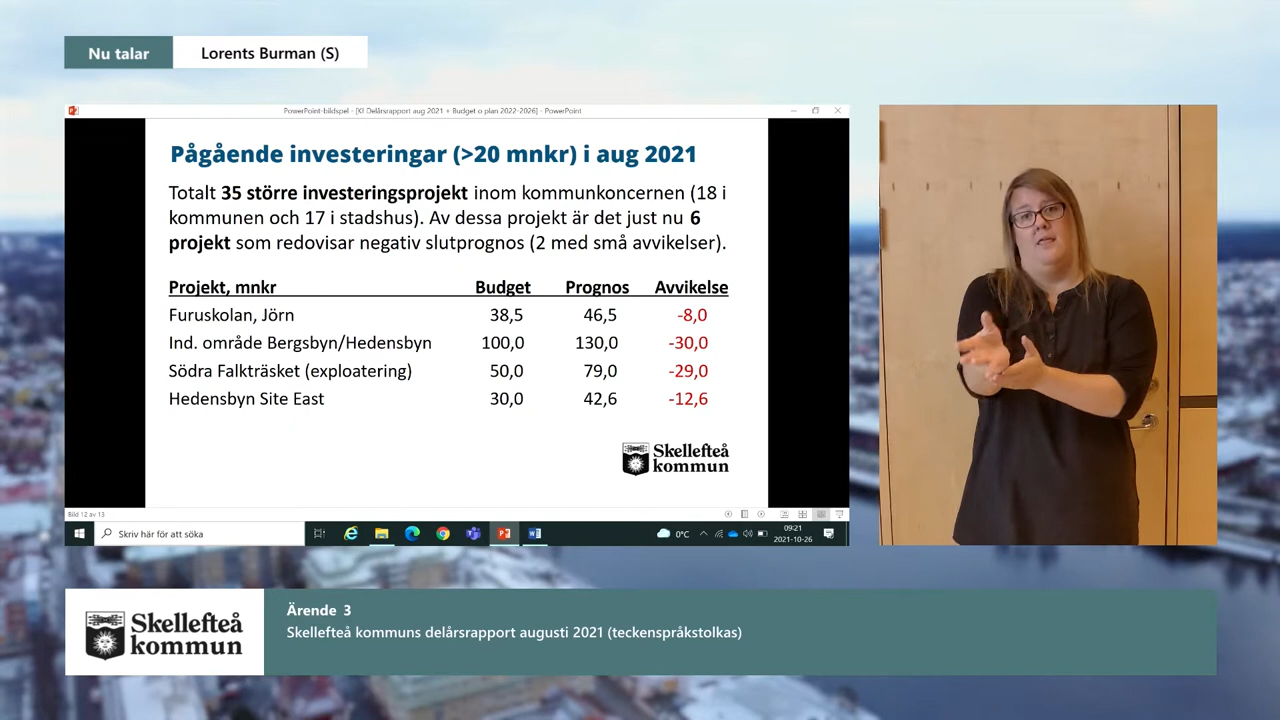 Nu talar
Lorents Burman (S)
PowerPoint-bildspel - [KI Delårsrapport aug 2021 + Budget o plan 2022-2026] - PowerPoint
Pågående investeringar (>20 mnkr) i aug 2021
Totalt 35 större investeringsprojekt inom kommunkoncernen (18 i
kommunen och 17 i stadshus). Av dessa projekt är det just nu 6
projekt som redovisar negativ slutprognos (2 med små avvikelser).
Projekt, mnkr Budget Prognos Avvikelse
Furuskolan, Jörn 38,5 46,5 -8,0
Ind. område Bergsbyn/Hedensbyn 100,0 130,0 -30,0
Södra Falkträsket (exploatering) 50,0 79,0 -29,0
Hedensbyn Site East 30,0 42,6 -12,6
Skellefteå
kommun
Bild 12 av 13
Skriv här för att söka
0°C
09:21
2021-10-26
Skellefteå
kommun
Ärende 3
Skellefteå kommuns delårsrapport augusti 2021 (teckenspråkstolkas)